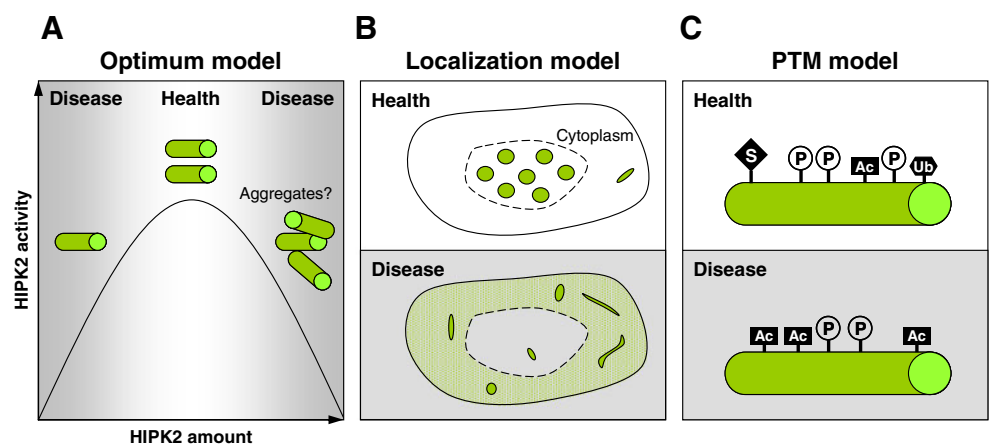 A
Optimum model
Disease
Health
Disease
Aggregates?
HIPK2 activity
HIPK2 amount
B
Localization model
Health
Cytoplasm
Disease
C
PTM model
Health
S
P
P
Ac
P
Ub
Disease
Ac
Ac
P
P
Ac